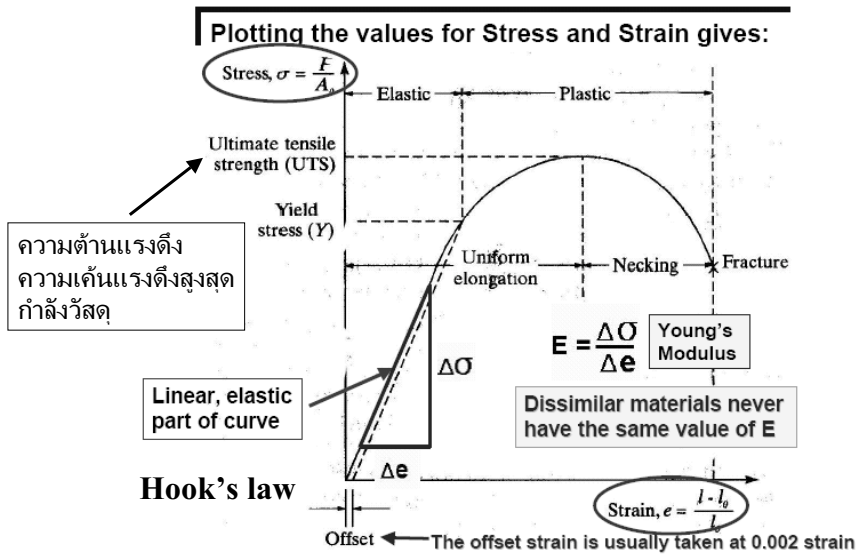 Plotting the values for Stress and Strain gives:
Stress, σ = F / A₀
Elastic
Plastic
Ultimate tensile
strength (UTS)
Yield
stress (Y)
ความต้านแรงดึง
ความเค้นแรงดึงสูงสุด
กำลังวัสดุ
Uniform
elongation
Necking
Fracture
E = Δσ / Δe
Young's
Modulus
Δσ
Linear, elastic
part of curve
Dissimilar materials never
have the same value of E
Δe
Hook's law
Strain, e = l - l₀ / l₀
Offset
The offset strain is usually taken at 0.002 strain